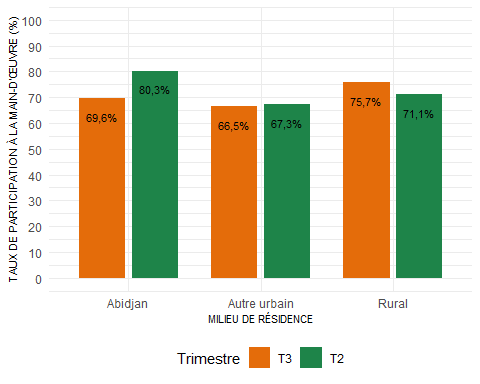 TAUX DE PARTICIPATION À LA MAIN-D'ŒUVRE (%)
100
90
80
70
60
50
40
30
20
10
0
69,6%
80,3%
66,5%
67,3%
75,7%
71,1%
Abidjan
Autre urbain
Rural
MILIEU DE RÉSIDENCE
Trimestre T3 T2